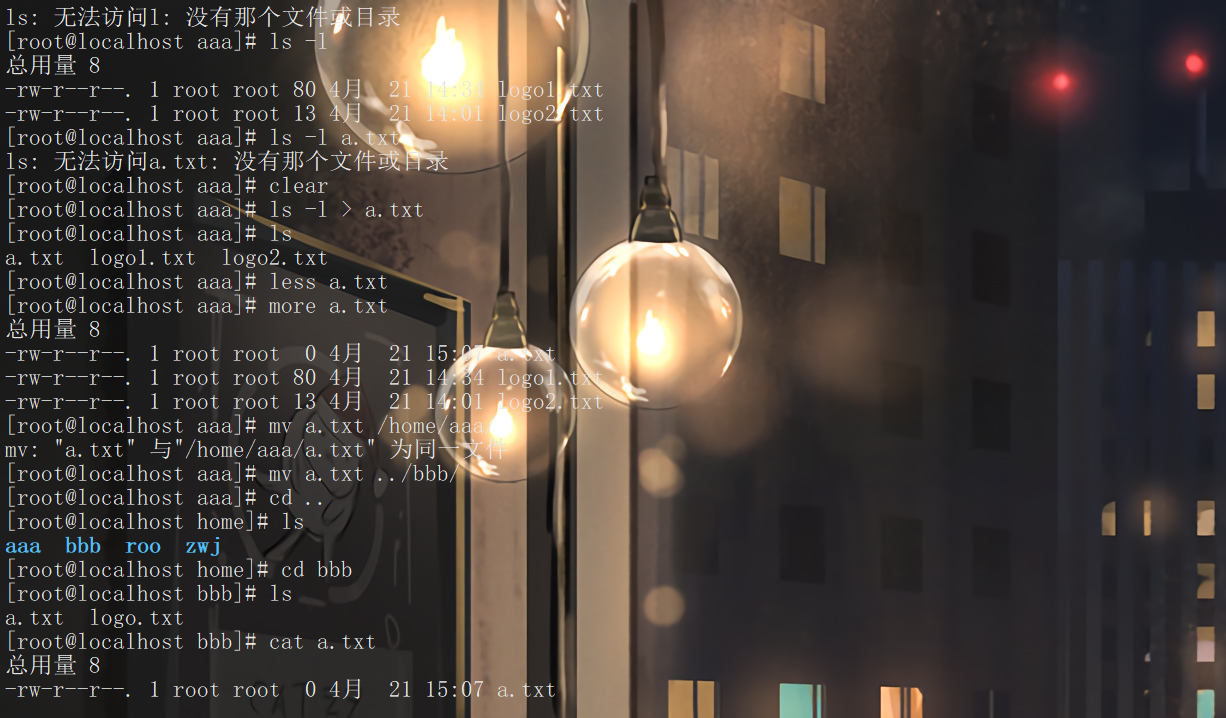 ls: 无法访问l: 没有那个文件或目录
[root@localhost aaa]# ls -l
总用量 8
-rw-r--r--. 1 root root 80 4月  21 14:34 logo1.txt
-rw-r--r--. 1 root root 13 4月  21 14:01 logo2.txt
[root@localhost aaa]# ls -l a.txt
ls: 无法访问a.txt: 没有那个文件或目录
[root@localhost aaa]# clear
[root@localhost aaa]# ls -l > a.txt
[root@localhost aaa]# ls
a.txt  logo1.txt  logo2.txt
[root@localhost aaa]# less a.txt
[root@localhost aaa]# more a.txt
总用量 8
-rw-r--r--. 1 root root  0 4月  21 15:07 a.txt
-rw-r--r--. 1 root root 80 4月  21 14:34 logo1.txt
-rw-r--r--. 1 root root 13 4月  21 14:01 logo2.txt
[root@localhost aaa]# mv a.txt /home/aaa
mv: "a.txt" 与"/home/aaa/a.txt" 为同一文件
[root@localhost aaa]# mv a.txt ../bbb/
[root@localhost aaa]# cd ..
[root@localhost home]# ls
aaa  bbb  roo  zwj
[root@localhost home]# cd bbb
[root@localhost bbb]# ls
a.txt  logo.txt
[root@localhost bbb]# cat a.txt
总用量 8
-rw-r--r--. 1 root root  0 4月  21 15:07 a.txt